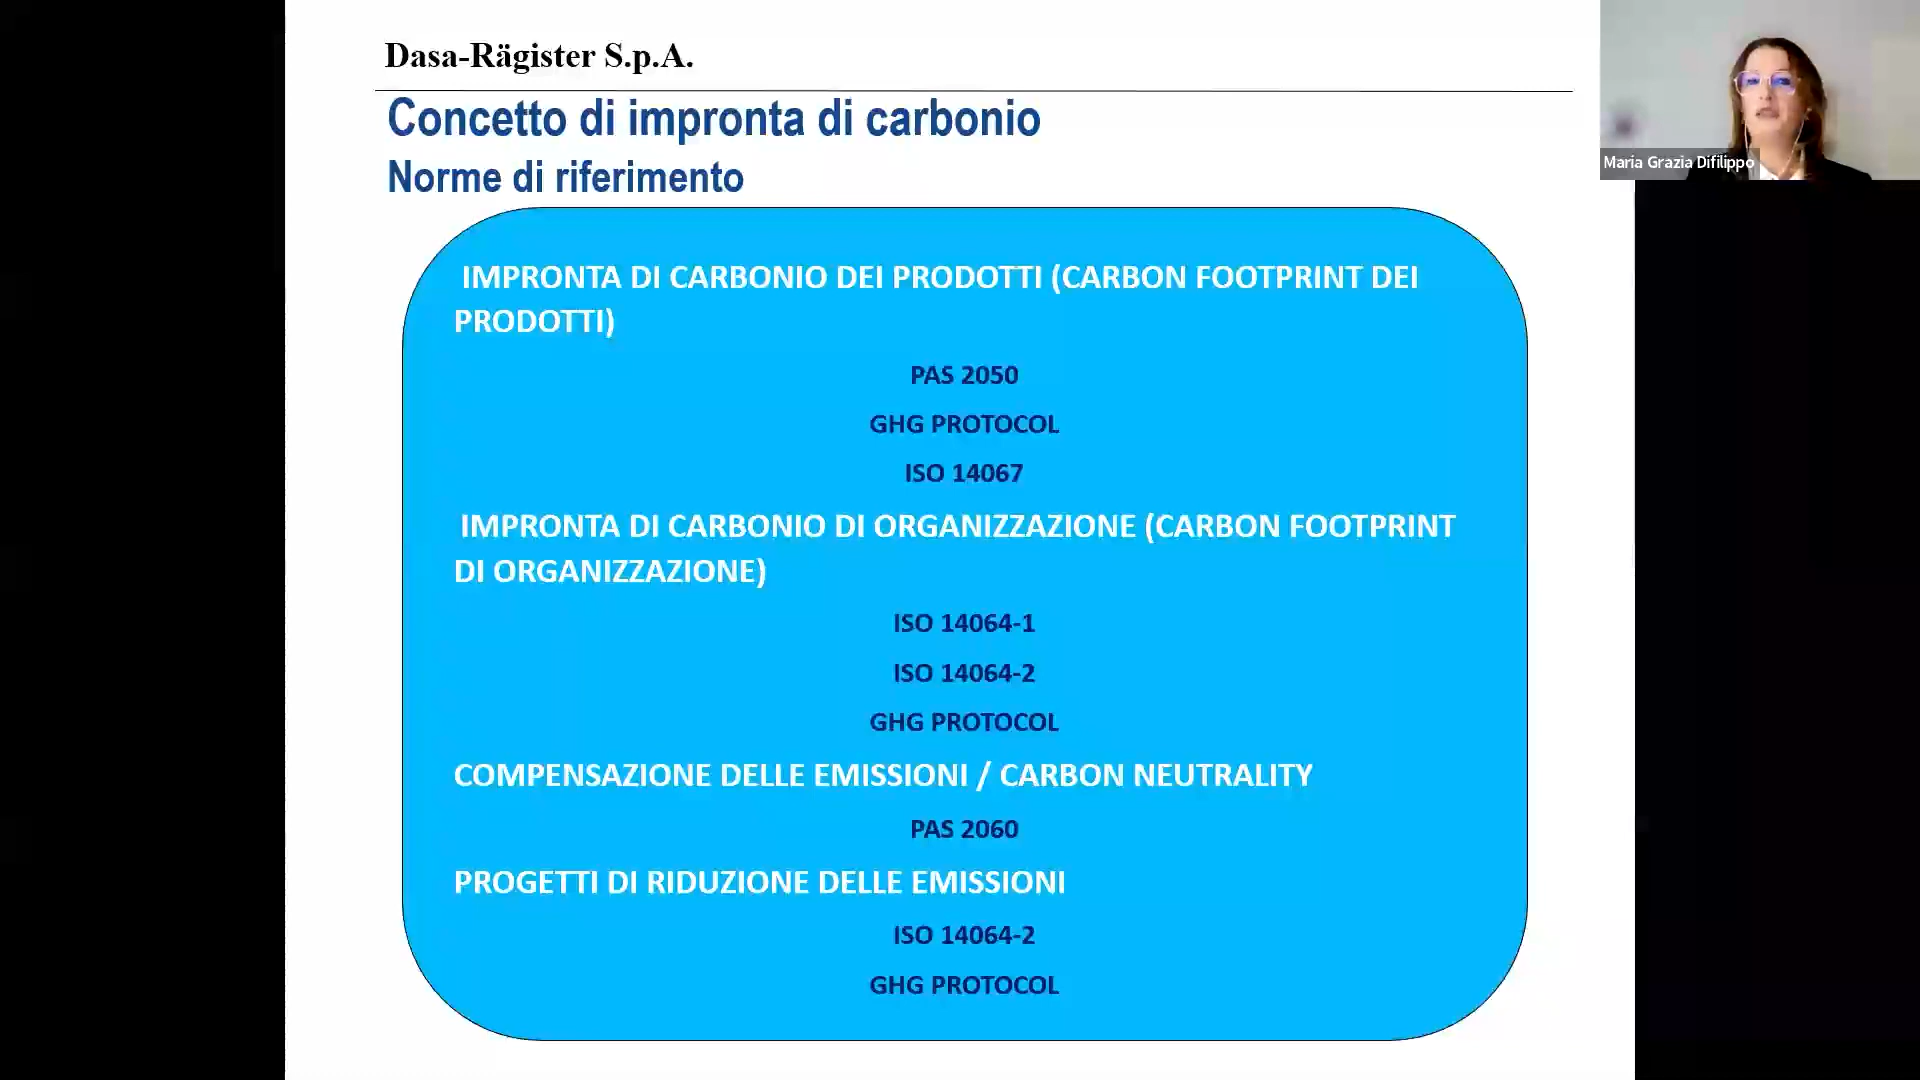 Dasa-Rägister S.p.A.
Concetto di impronta di carbonio
Norme di riferimento
Maria Grazia Difilippo
IMPRONTA DI CARBONIO DEI PRODOTTI (CARBON FOOTPRINT DEI
PRODOTTI)
PAS 2050
GHG PROTOCOL
ISO 14067
IMPRONTA DI CARBONIO DI ORGANIZZAZIONE (CARBON FOOTPRINT
DI ORGANIZZAZIONE)
ISO 14064-1
ISO 14064-2
GHG PROTOCOL
COMPENSAZIONE DELLE EMISSIONI / CARBON NEUTRALITY
PAS 2060
PROGETTI DI RIDUZIONE DELLE EMISSIONI
ISO 14064-2
GHG PROTOCOL